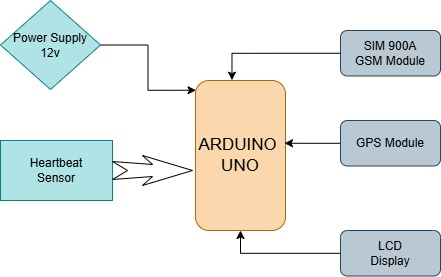 Power Supply
12v
SIM 900A
GSM Module
ARDUINO
UNO
GPS Module
Heartbeat
Sensor
LCD
Display